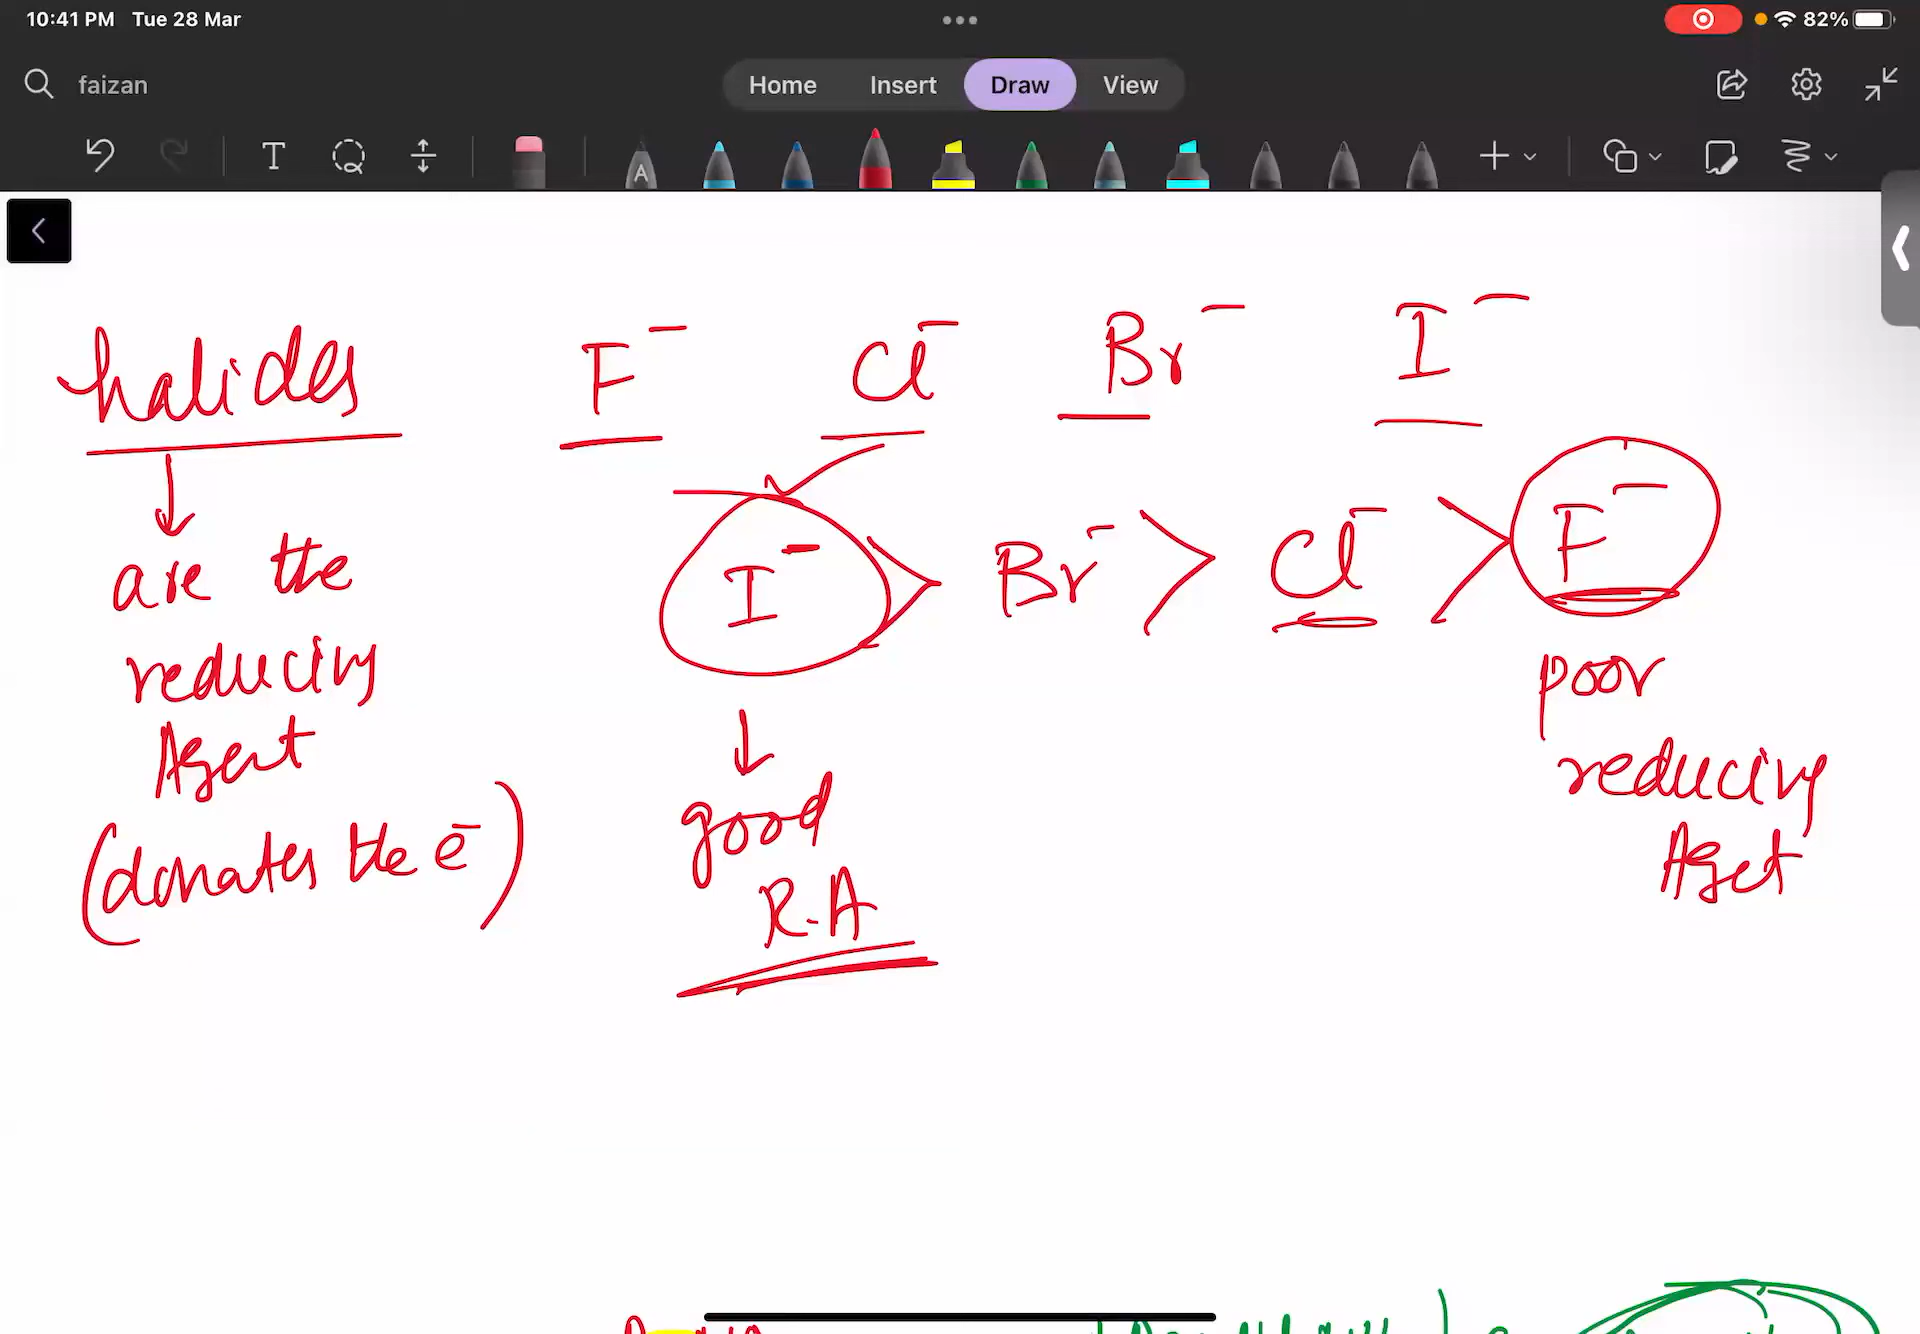 10:41 PM Tue 28 Mar
82%
faizan
Home Insert Draw View
T
A
halides F⁻ Cl⁻ Br⁻ I⁻
I⁻ > Br⁻ > Cl⁻ > F⁻
are the
reducing
Agent
(donates the e⁻)
good
R-A
poor
reducing
Aget